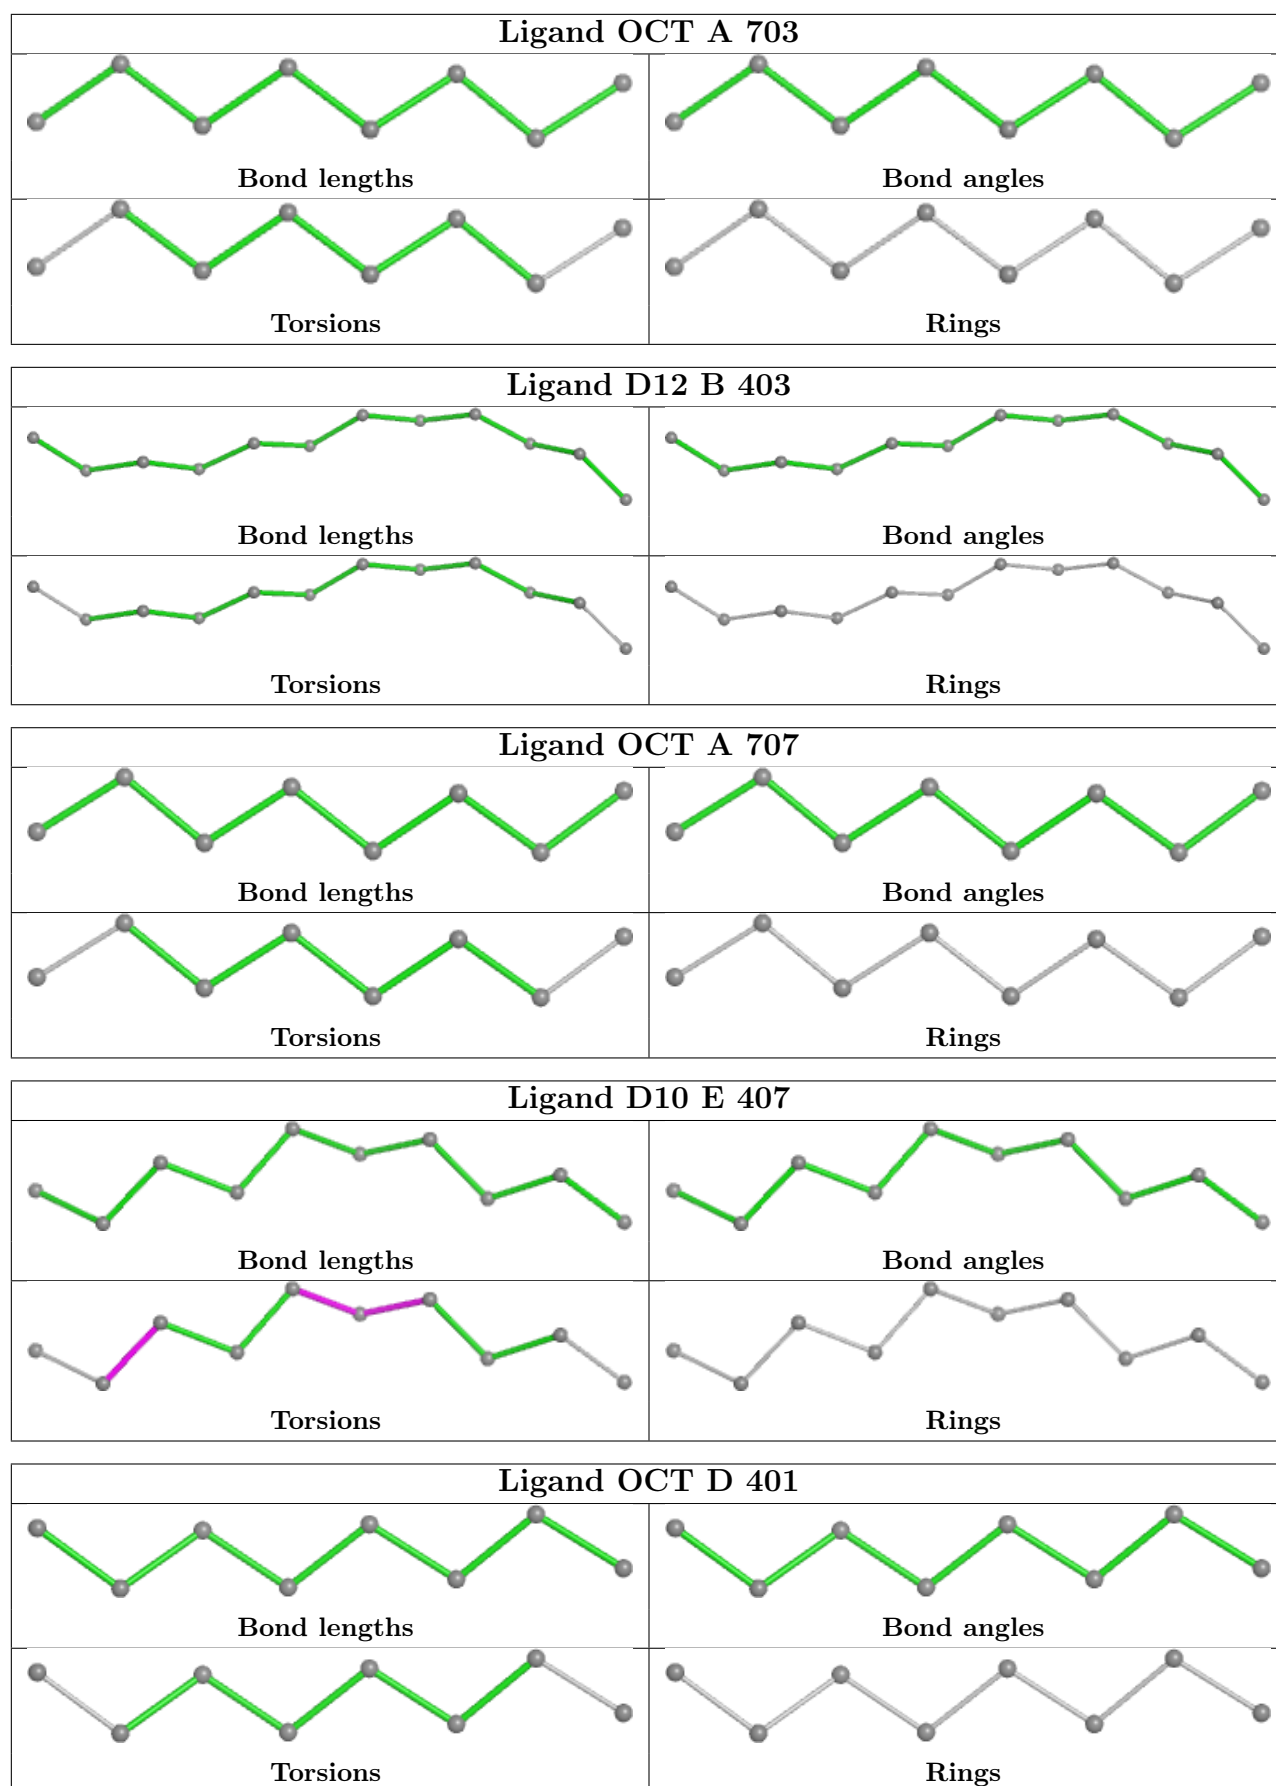 Ligand OCT A 703
Bond lengths
Bond angles
Torsions
Rings
Ligand D12 B 403
Bond lengths
Bond angles
Torsions
Rings
Ligand OCT A 707
Bond lengths
Bond angles
Torsions
Rings
Ligand D10 E 407
Bond lengths
Bond angles
Torsions
Rings
Ligand OCT D 401
Bond lengths
Bond angles
Torsions
Rings